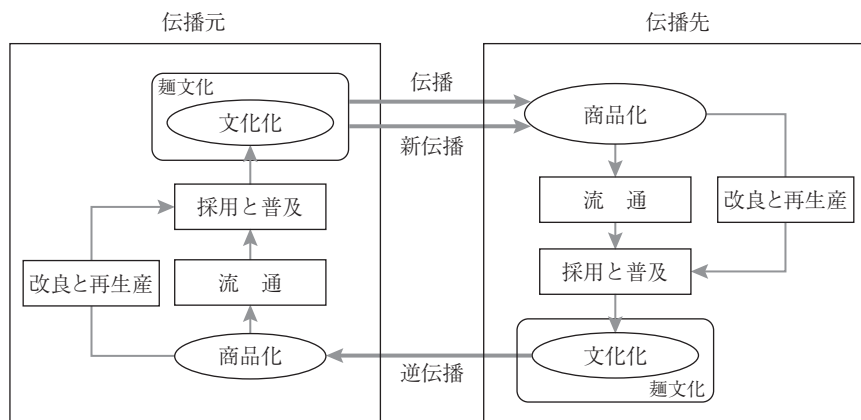 伝播元
麺文化
文化化
採用と普及
改良と再生産
流　通
商品化
伝播
新伝播
逆伝播
伝播先
商品化
流　通
改良と再生産
採用と普及
文化化
麺文化